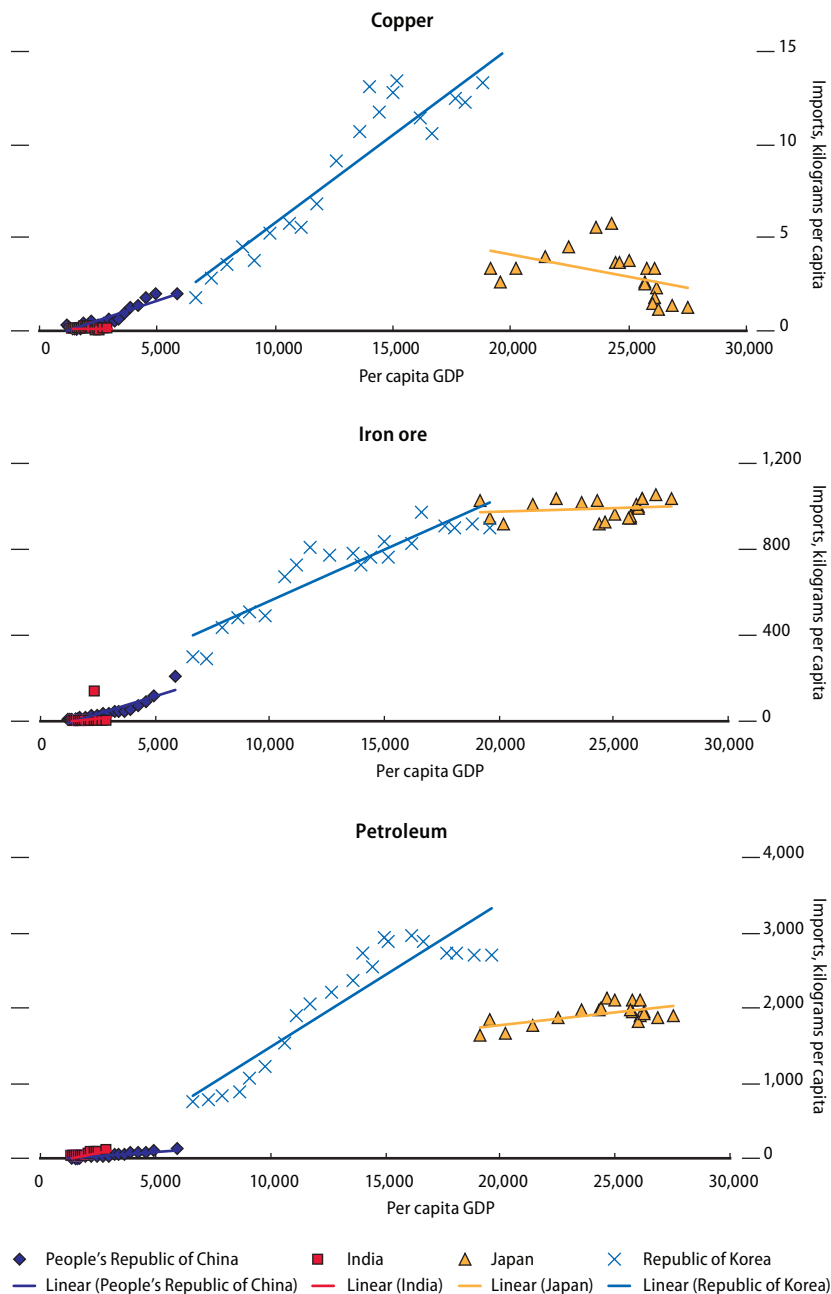 Copper
15
10
5
0
Imports, kilograms per capita
0 5,000 10,000 15,000 20,000 25,000 30,000
Per capita GDP
Iron ore
1,200
800
400
0
Imports, kilograms per capita
0 5,000 10,000 15,000 20,000 25,000 30,000
Per capita GDP
Petroleum
4,000
3,000
2,000
1,000
0
Imports, kilograms per capita
0 5,000 10,000 15,000 20,000 25,000 30,000
Per capita GDP
People's Republic of China India Japan Republic of Korea
Linear (People's Republic of China) Linear (India) Linear (Japan) Linear (Republic of Korea)